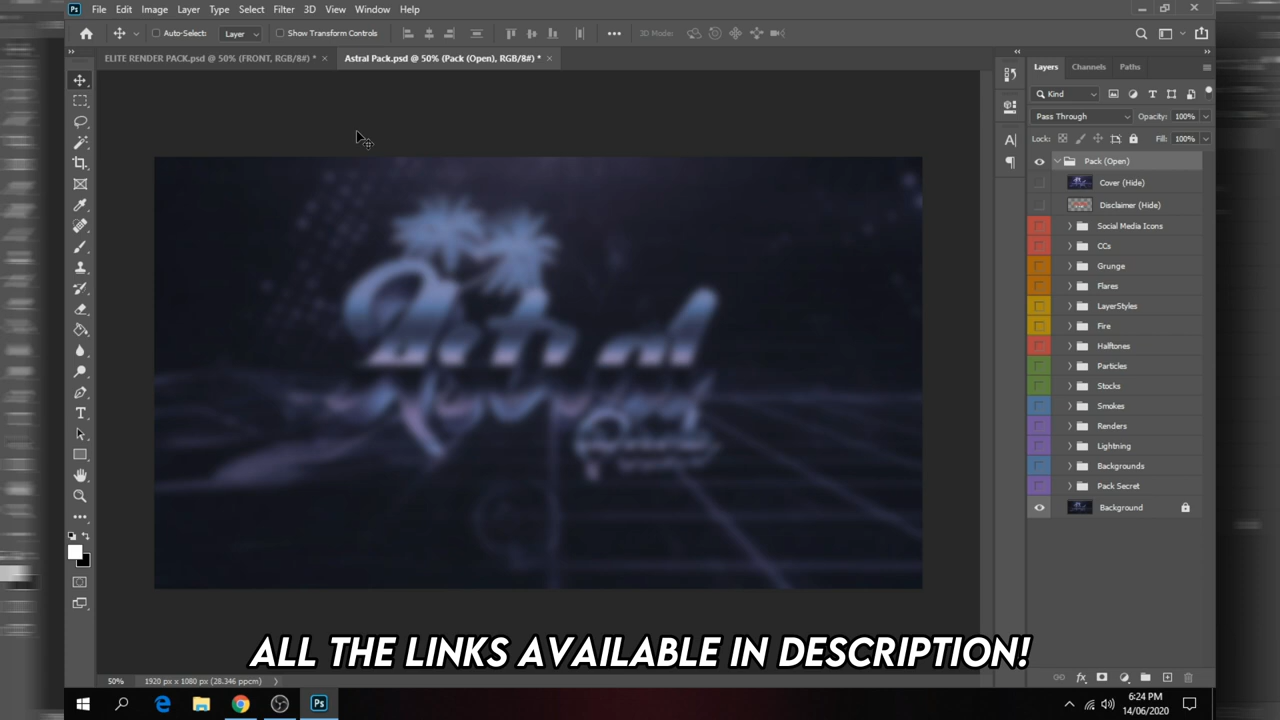 Ps File Edit Image Layer Type Select Filter 3D View Window Help
Auto-Select: Layer Show Transform Controls 3D Mode:
ELITE RENDER PACK.psd @ 50% (FRONT, RGB/8#) * × Astral Pack.psd @ 50% (Pack (Open), RGB/8#) * ×
Layers Channels Paths
Kind
Pass Through Opacity: 100%
Lock: Fill: 100%
Pack (Open)
Cover (Hide)
Disclaimer (Hide)
Social Media Icons
CCs
Grunge
Flares
LayerStyles
Fire
Halftones
Particles
Stocks
Smokes
Renders
Lightning
Backgrounds
Pack Secret
Background
ALL THE LINKS AVAILABLE IN DESCRIPTION!
50% 1920 px x 1080 px (28.346 ppcm)
Ps
6:24 PM
14/06/2020